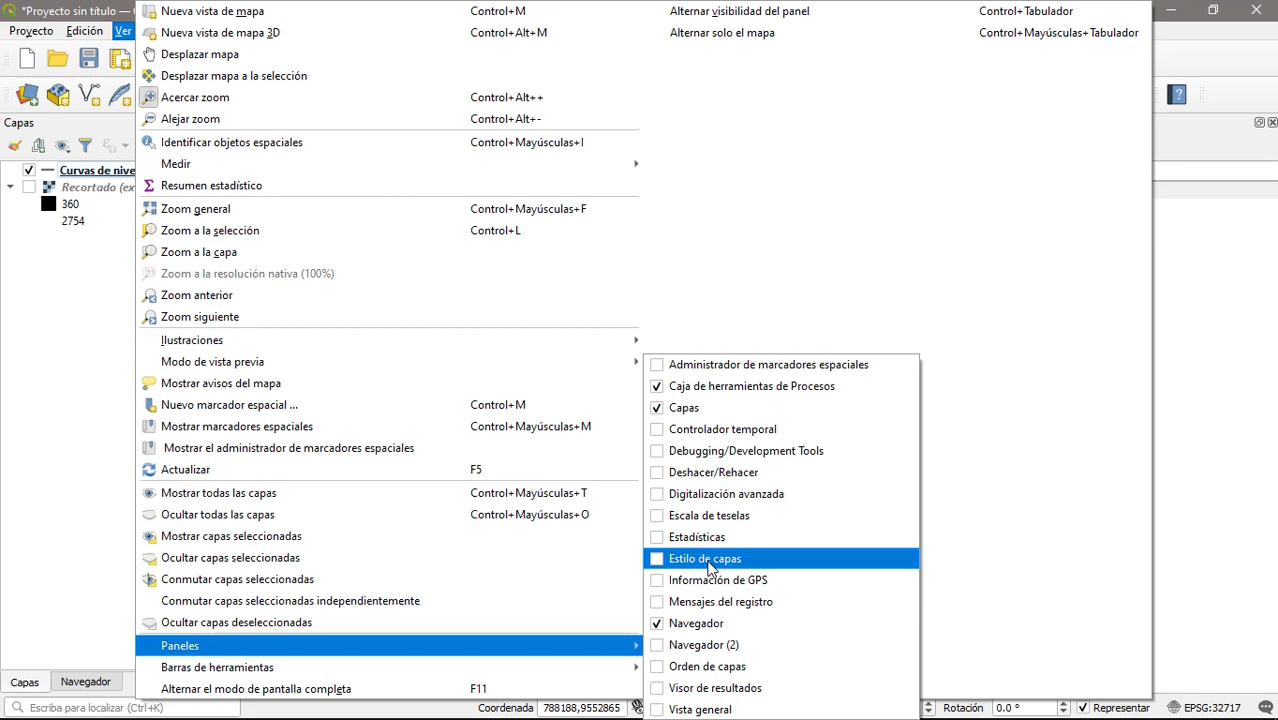 *Proyecto sin título
Proyecto Edición Ver
Capas
Curvas de nive
Recortado (ex
360
2754
Capas Navegador
Escriba para localizar (Ctrl+K)
Nueva vista de mapa Control+M
Nueva vista de mapa 3D Control+Alt+M
Desplazar mapa
Desplazar mapa a la selección
Acercar zoom Control+Alt++
Alejar zoom Control+Alt+-
Identificar objetos espaciales Control+Mayúsculas+I
Medir
Resumen estadístico
Zoom general Control+Mayúsculas+F
Zoom a la selección Control+L
Zoom a la capa
Zoom a la resolución nativa (100%)
Zoom anterior
Zoom siguiente
Ilustraciones
Modo de vista previa
Mostrar avisos del mapa
Nuevo marcador espacial ... Control+M
Mostrar marcadores espaciales Control+Mayúsculas+M
Mostrar el administrador de marcadores espaciales
Actualizar F5
Mostrar todas las capas Control+Mayúsculas+T
Ocultar todas las capas Control+Mayúsculas+O
Mostrar capas seleccionadas
Ocultar capas seleccionadas
Conmutar capas seleccionadas
Conmutar capas seleccionadas independientemente
Ocultar capas deseleccionadas
Paneles
Barras de herramientas
Alternar el modo de pantalla completa F11
Alternar visibilidad del panel Control+Tabulador
Alternar solo el mapa Control+Mayúsculas+Tabulador
Administrador de marcadores espaciales
Caja de herramientas de Procesos
Capas
Controlador temporal
Debugging/Development Tools
Deshacer/Rehacer
Digitalización avanzada
Escala de teselas
Estadísticas
Estilo de capas
Información de GPS
Mensajes del registro
Navegador
Navegador (2)
Orden de capas
Visor de resultados
Vista general
Coordenada 788188,9552865 Rotación 0.0 ° Representar EPSG:32717